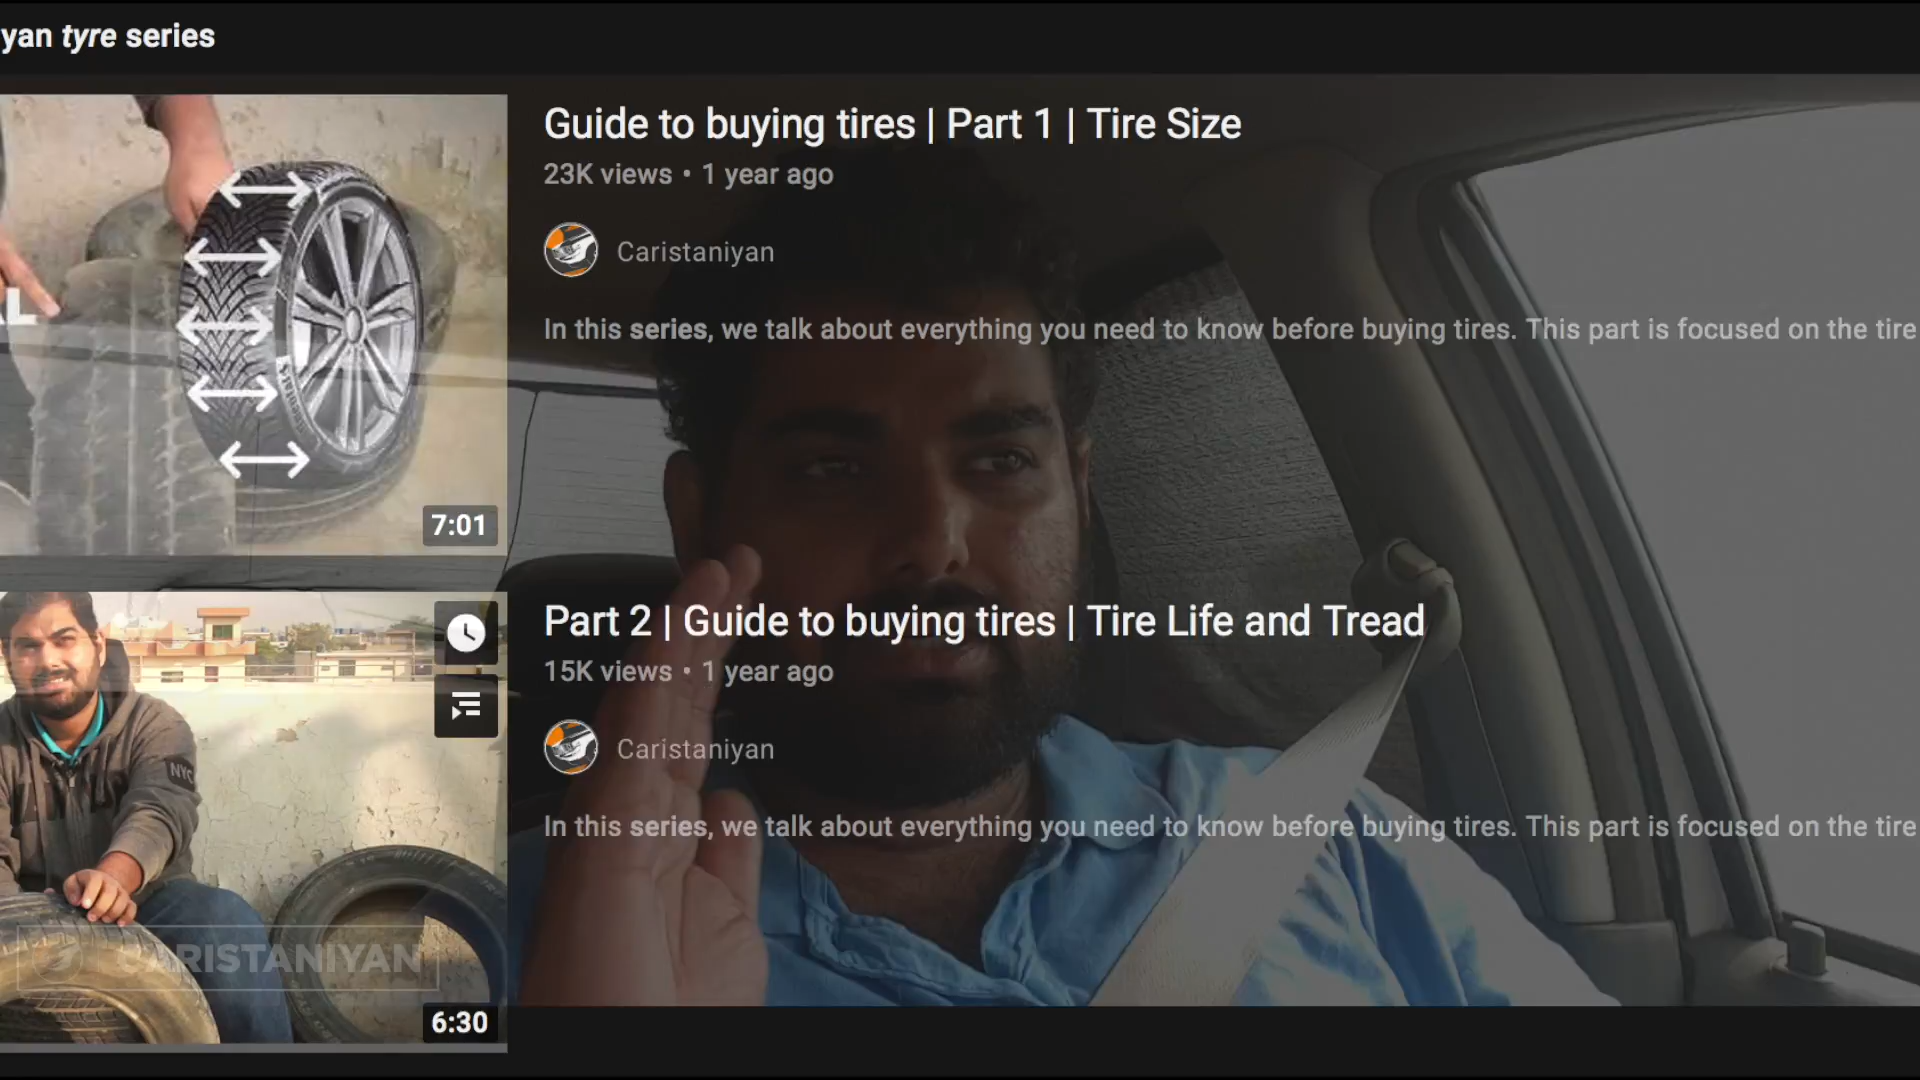 yan tyre series
Guide to buying tires | Part 1 | Tire Size
23K views • 1 year ago
Caristaniyan
In this series, we talk about everything you need to know before buying tires. This part is focused on the tire
AL
7:01
Part 2 | Guide to buying tires | Tire Life and Tread
15K views • 1 year ago
Caristaniyan
In this series, we talk about everything you need to know before buying tires. This part is focused on the tire
NYC
CARISTANIYAN
6:30